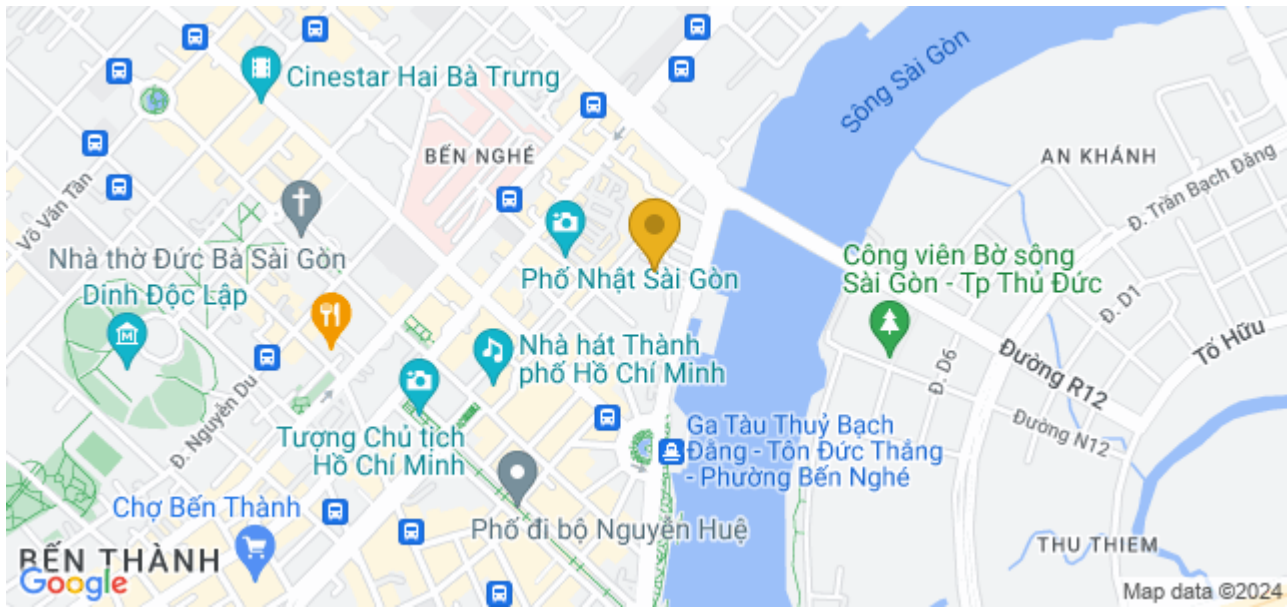 Sông Sài Gòn
Cinestar Hai Bà Trưng
BẾN NGHÉ
AN KHÁNH
Đ. Trần Bạch Đằng
Võ Văn Tần
Nhà thờ Đức Bà Sài Gòn
Phố Nhật Sài Gòn
Công viên Bờ sông
Sài Gòn - Tp Thủ Đức
Dinh Độc Lập
Đ. D1
Tố Hữu
Nhà hát Thành
phố Hồ Chí Minh
Đường R12
Đ. D6
Đ. Nguyễn Du
Đường N12
Tượng Chủ tịch
Hồ Chí Minh
Ga Tàu Thuỷ Bạch
Đằng - Tôn Đức Thắng
- Phường Bến Nghé
Chợ Bến Thành
Phố đi bộ Nguyễn Huệ
BẾN THÀNH
THU THIEM
Google
Map data ©2024